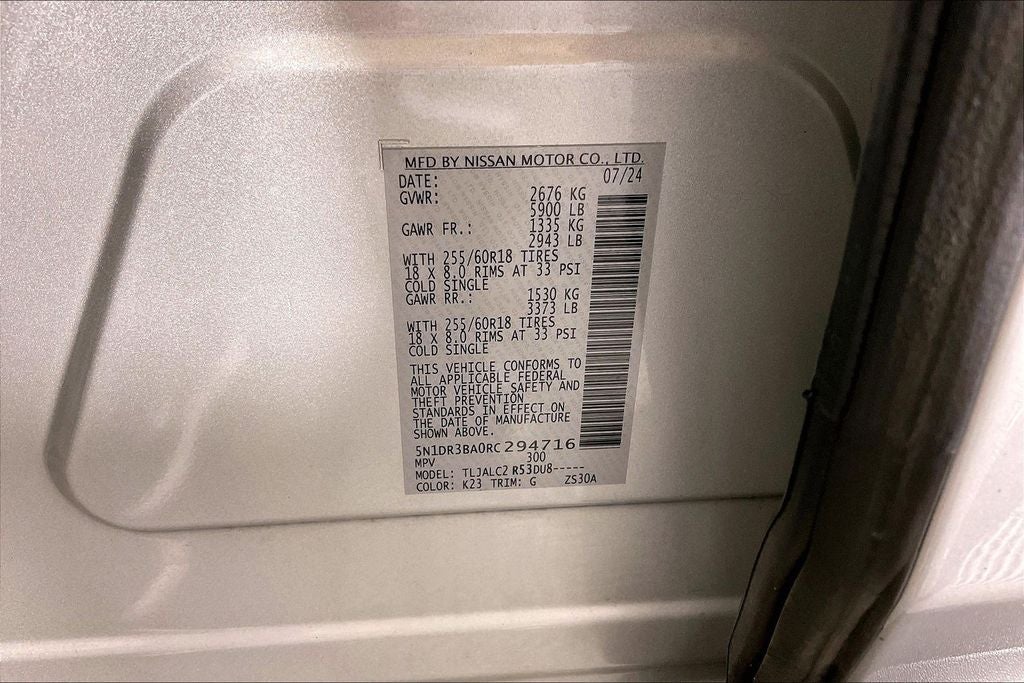 MFD BY NISSAN MOTOR CO., LTD.
DATE: 07/24
GVWR: 2676 KG
5900 LB
GAWR FR.: 1335 KG
2943 LB
WITH 255/60R18 TIRES
18 X 8.0 RIMS AT 33 PSI
COLD SINGLE
GAWR RR.: 1530 KG
3373 LB
WITH 255/60R18 TIRES
18 X 8.0 RIMS AT 33 PSI
COLD SINGLE
THIS VEHICLE CONFORMS TO
ALL APPLICABLE FEDERAL
MOTOR VEHICLE SAFETY AND
THEFT PREVENTION
STANDARDS IN EFFECT ON
THE DATE OF MANUFACTURE
SHOWN ABOVE.
5N1DR3BA0RC294716
MPV 300
MODEL: TLJALC2 R53DU8-----
COLOR: K23 TRIM: G ZS30A